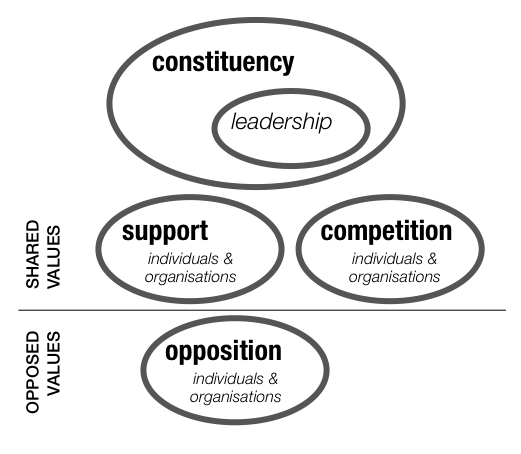 constituency
leadership
SHARED
VALUES
support
individuals &
organisations
competition
individuals &
organisations
OPPOSED
VALUES
opposition
individuals &
organisations